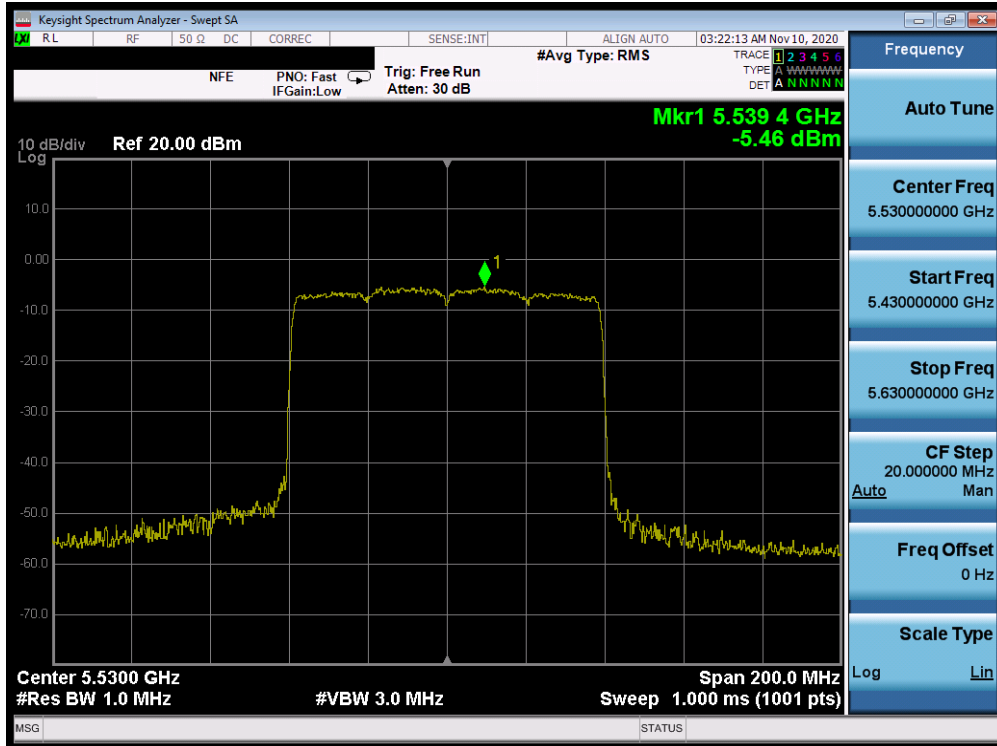 Keysight Spectrum Analyzer - Swept SA
LXI RL RF 50 Ω DC CORREC SENSE:INT ALIGN AUTO 03:22:13 AM Nov 10, 2020
#Avg Type: RMS TRACE 1 2 3 4 5 6
NFE PNO: Fast Trig: Free Run TYPE A WWWWW
IFGain:Low Atten: 30 dB DET A N N N N N
Mkr1 5.539 4 GHz
-5.46 dBm
10 dB/div Ref 20.00 dBm
Log
10.0
0.00
1
-10.0
-20.0
-30.0
-40.0
-50.0
-60.0
-70.0
Center 5.5300 GHz Span 200.0 MHz
#Res BW 1.0 MHz #VBW 3.0 MHz Sweep 1.000 ms (1001 pts)
MSG STATUS
Frequency
Auto Tune
Center Freq
5.530000000 GHz
Start Freq
5.430000000 GHz
Stop Freq
5.630000000 GHz
CF Step
20.000000 MHz
Auto Man
Freq Offset
0 Hz
Scale Type
Log Lin